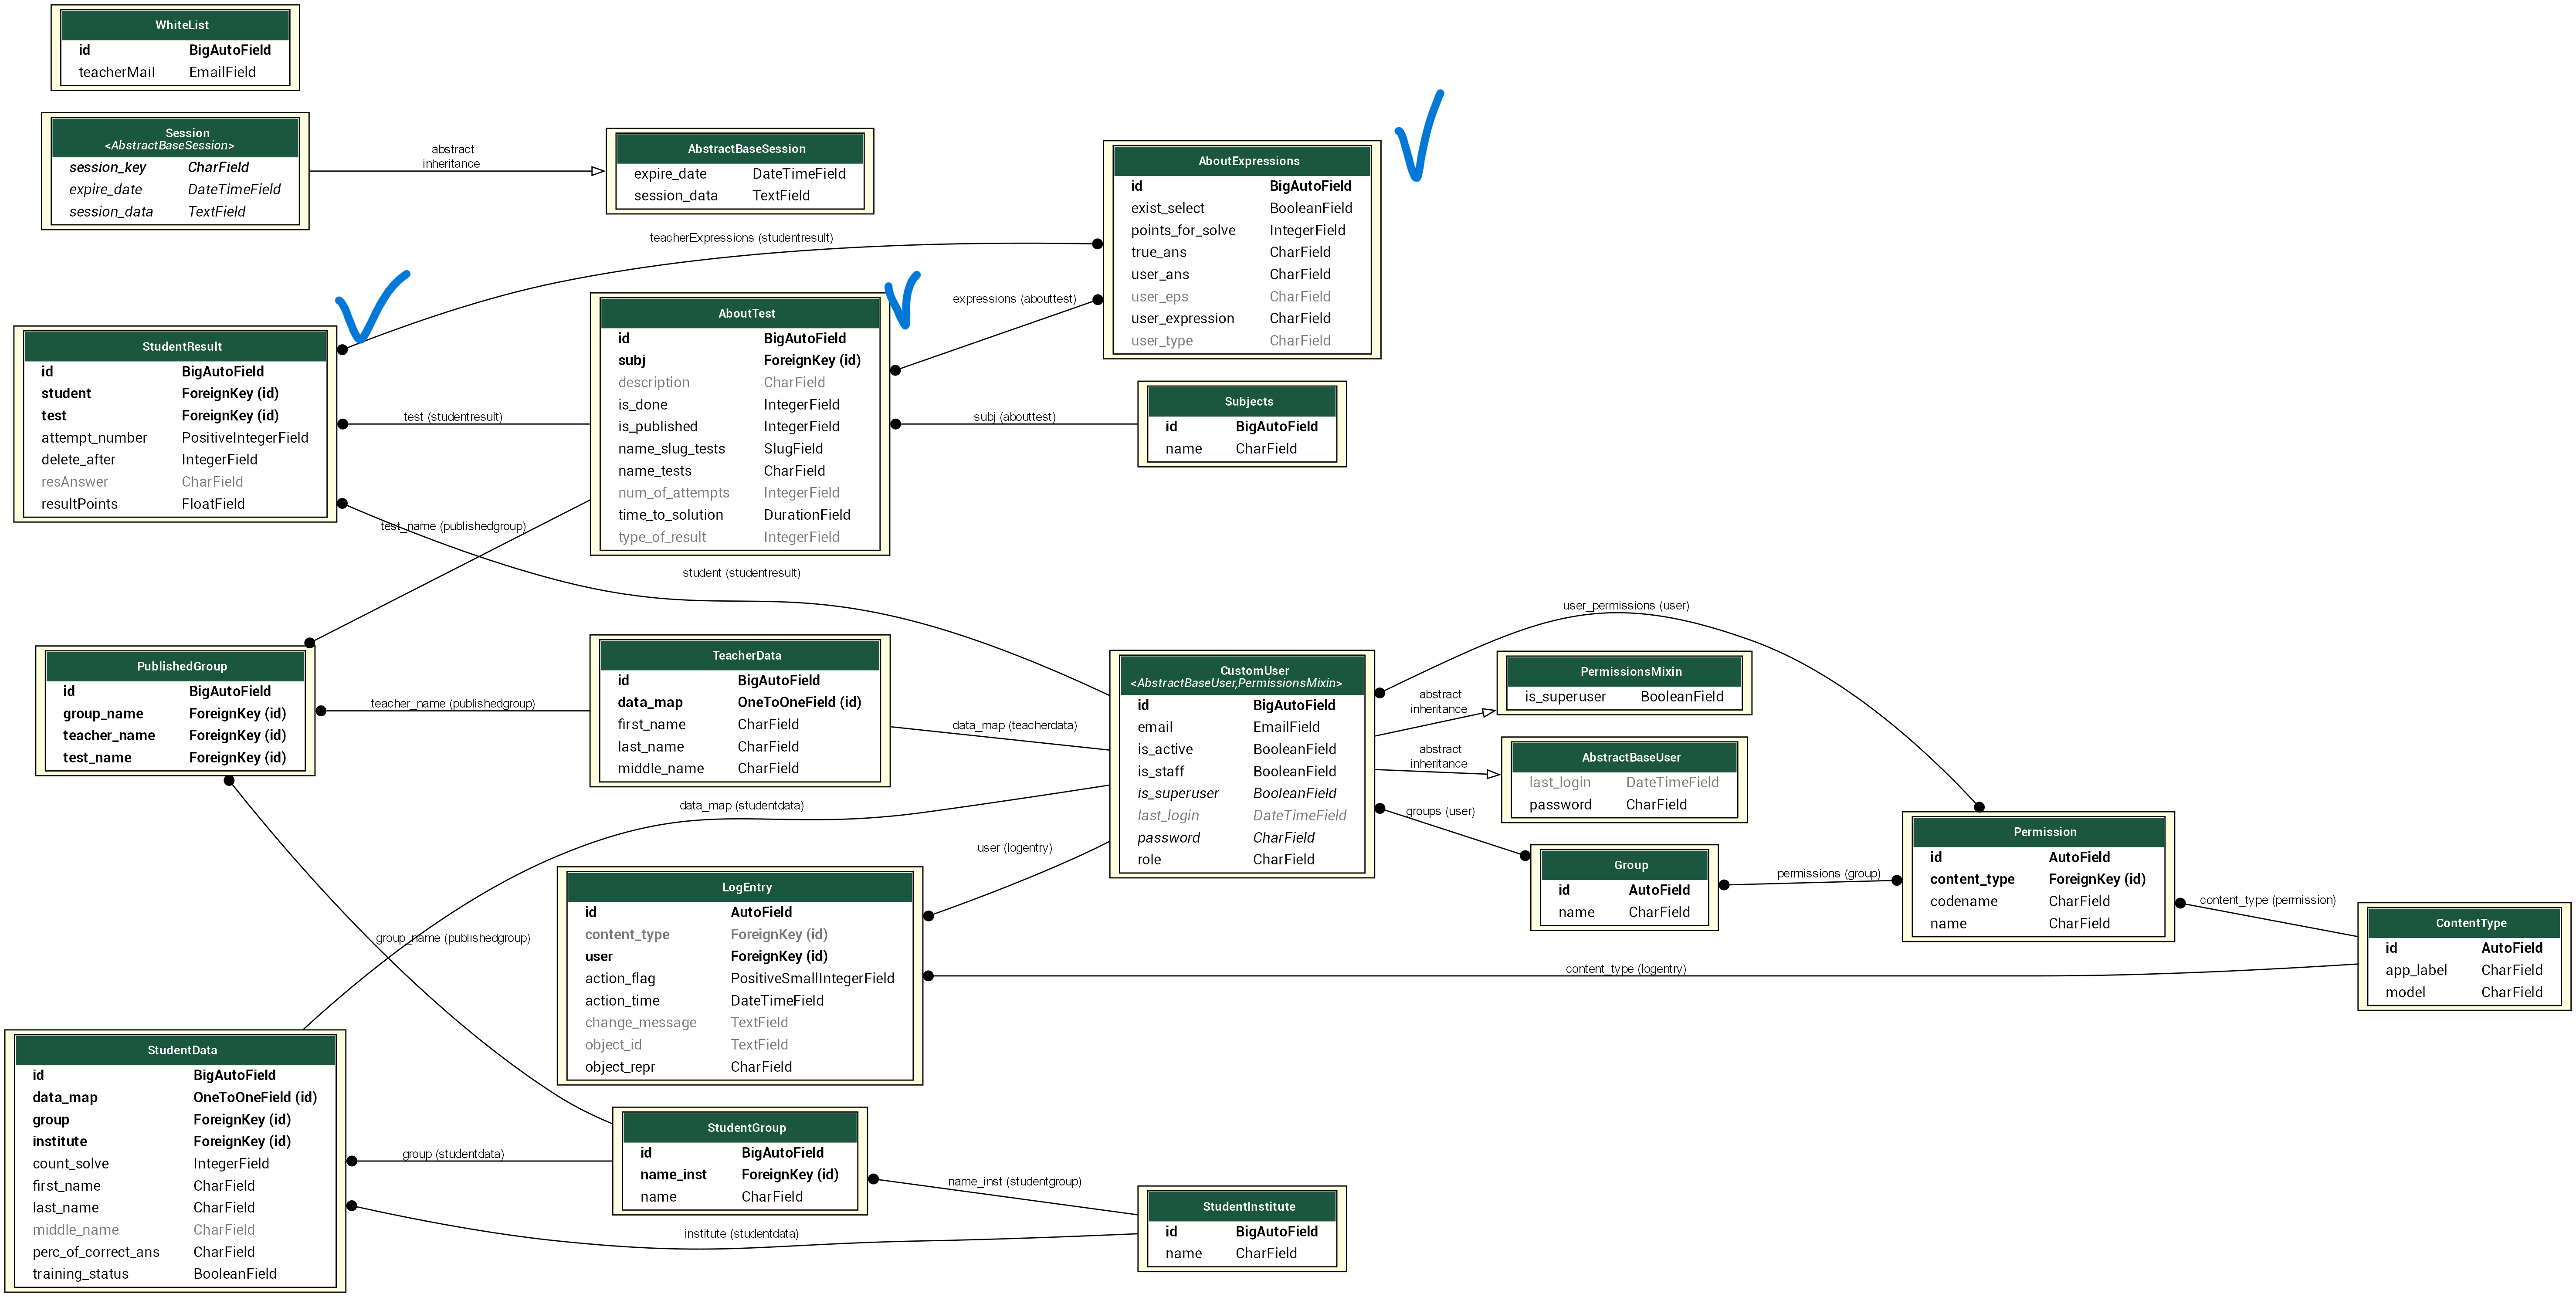 WhiteList
id BigAutoField
teacherMail EmailField
Session
<AbstractBaseSession>
session_key CharField
expire_date DateTimeField
session_data TextField
abstract
inheritance
AbstractBaseSession
expire_date DateTimeField
session_data TextField
AboutExpressions
id BigAutoField
exist_select BooleanField
points_for_solve IntegerField
true_ans CharField
user_ans CharField
user_eps CharField
user_expression CharField
user_type CharField
teacherExpressions (studentresult)
expressions (abouttest)
StudentResult
id BigAutoField
student ForeignKey (id)
test ForeignKey (id)
attempt_number PositiveIntegerField
delete_after IntegerField
resAnswer CharField
resultPoints FloatField
test (studentresult)
AboutTest
id BigAutoField
subj ForeignKey (id)
description CharField
is_done IntegerField
is_published IntegerField
name_slug_tests SlugField
name_tests CharField
num_of_attempts IntegerField
time_to_solution DurationField
type_of_result IntegerField
subj (abouttest)
Subjects
id BigAutoField
name CharField
test_name (publishedgroup)
student (studentresult)
PublishedGroup
id BigAutoField
group_name ForeignKey (id)
teacher_name ForeignKey (id)
test_name ForeignKey (id)
teacher_name (publishedgroup)
TeacherData
id BigAutoField
data_map OneToOneField (id)
first_name CharField
last_name CharField
middle_name CharField
data_map (teacherdata)
CustomUser
<AbstractBaseUser,PermissionsMixin>
id BigAutoField
email EmailField
is_active BooleanField
is_staff BooleanField
is_superuser BooleanField
last_login DateTimeField
password CharField
role CharField
user_permissions (user)
abstract
inheritance
PermissionsMixin
is_superuser BooleanField
abstract
inheritance
AbstractBaseUser
last_login DateTimeField
password CharField
groups (user)
Group
id AutoField
name CharField
permissions (group)
Permission
id AutoField
content_type ForeignKey (id)
codename CharField
name CharField
content_type (permission)
ContentType
id AutoField
app_label CharField
model CharField
data_map (studentdata)
user (logentry)
LogEntry
id AutoField
content_type ForeignKey (id)
user ForeignKey (id)
action_flag PositiveSmallIntegerField
action_time DateTimeField
change_message TextField
object_id TextField
object_repr CharField
content_type (logentry)
group_name (publishedgroup)
StudentData
id BigAutoField
data_map OneToOneField (id)
group ForeignKey (id)
institute ForeignKey (id)
count_solve IntegerField
first_name CharField
last_name CharField
middle_name CharField
perc_of_correct_ans CharField
training_status BooleanField
group (studentdata)
StudentGroup
id BigAutoField
name_inst ForeignKey (id)
name CharField
name_inst (studentgroup)
institute (studentdata)
StudentInstitute
id BigAutoField
name CharField